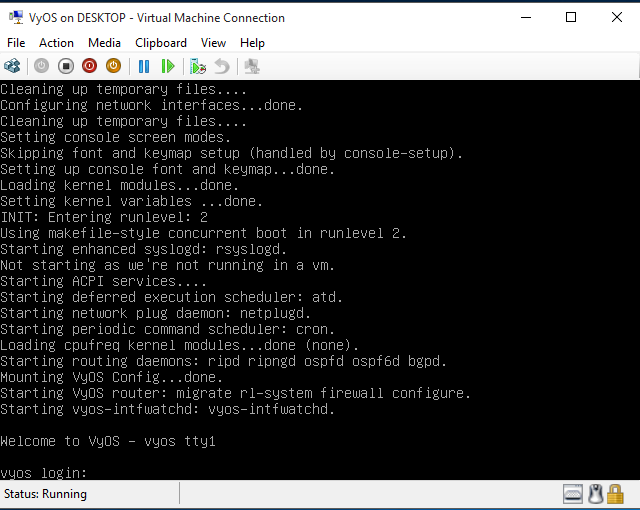 VyOS on DESKTOP - Virtual Machine Connection
File Action Media Clipboard View Help
Cleaning up temporary files....
Configuring network interfaces...done.
Cleaning up temporary files....
Setting console screen modes.
Skipping font and keymap setup (handled by console-setup).
Setting up console font and keymap...done.
Loading kernel modules...done.
Setting kernel variables ...done.
INIT: Entering runlevel: 2
Using makefile-style concurrent boot in runlevel 2.
Starting enhanced syslogd: rsyslogd.
Not starting as we're not running in a vm.
Starting ACPI services....
Starting deferred execution scheduler: atd.
Starting network plug daemon: netplugd.
Starting periodic command scheduler: cron.
Loading cpufreq kernel modules...done (none).
Starting routing daemons: ripd ripngd ospfd ospf6d bgpd.
Mounting VyOS Config...done.
Starting VyOS router: migrate rl-system firewall configure.
Starting vyos-intfwatchd: vyos-intfwatchd.
Welcome to VyOS - vyos tty1
vyos login:
Status: Running